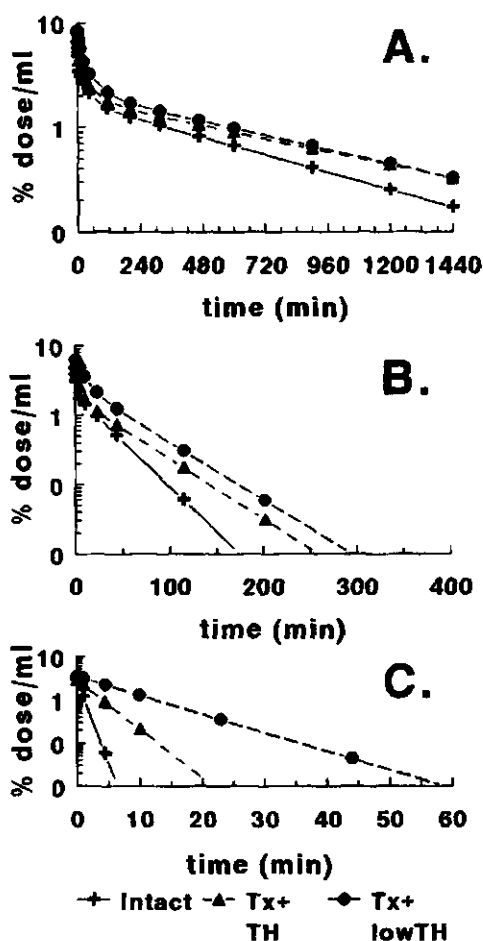 A.
10
1
0
% dose/ml
0 240 480 720 960 1200 1440
time (min)
B.
10
1
0
% dose/ml
0 100 200 300 400
time (min)
C.
10
1
0
0
% dose/ml
0 10 20 30 40 50 60
time (min)
Intact Tx+ Tx+
TH lowTH